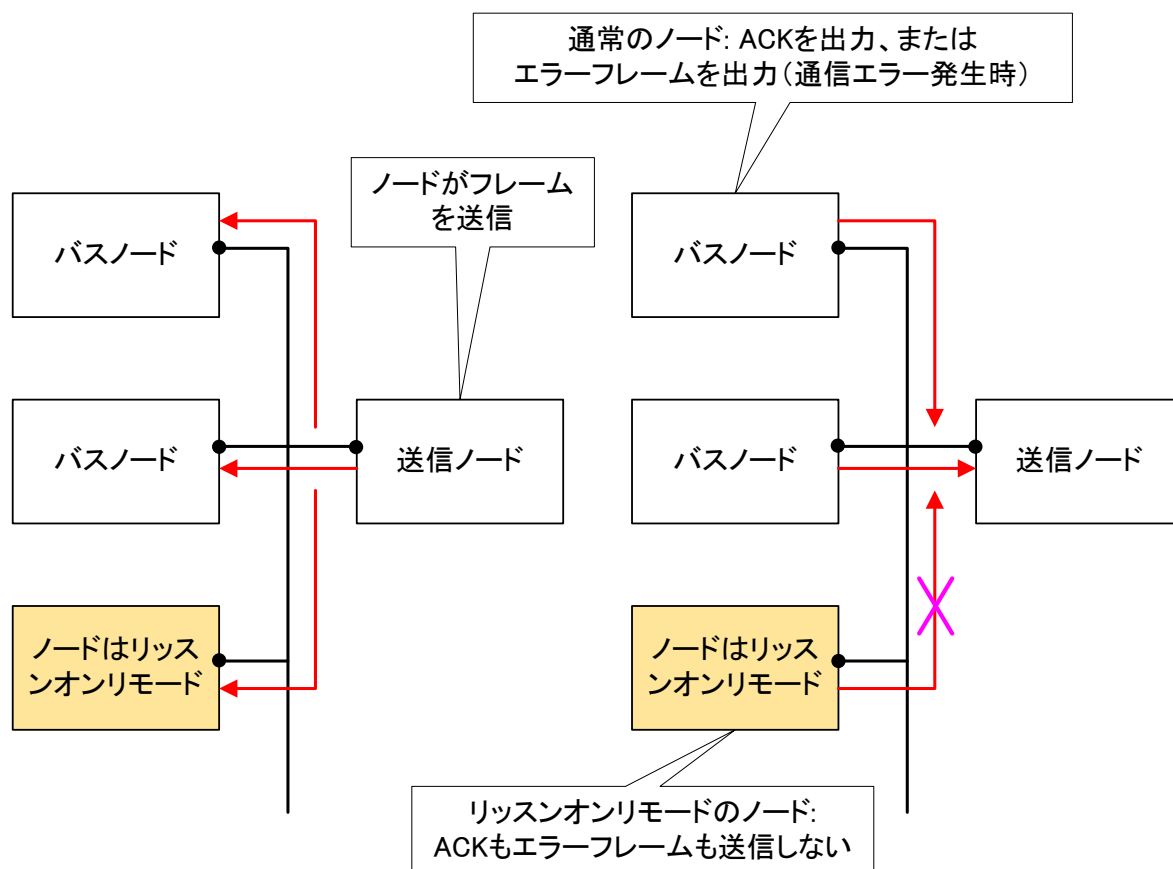 通常のノード: ACKを出力、または
エラーフレームを出力(通信エラー発生時)
ノードがフレーム
を送信
バスノード
バスノード
バスノード
送信ノード
バスノード
送信ノード
ノードはリッス
ンオンリモード
ノードはリッス
ンオンリモード
リッスンオンリモードのノード:
ACKもエラーフレームも送信しない